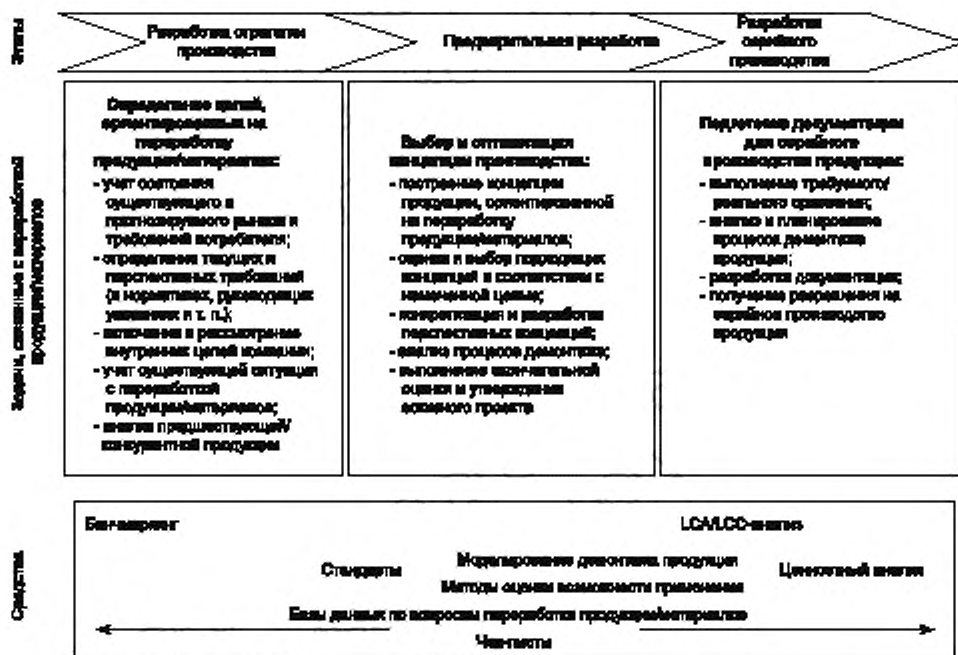 Этапы
Разработка стратегии
производства
Предварительная разработка
Разработка
серийного
производства
Задачи, связанные с переработкой
продукции/материалов
Определение целей,
ориентированных на
переработку
продукции/материалов:
- учет состояния
существующего и
прогнозируемого рынков и
требований потребителя;
- определение текущих и
перспективных требований
(в нормативах, руководящих
указаниях и т. п.);
- включение в рассмотрение
внутренних целей компании;
- учет существующей ситуации
с переработкой
продукции/материалов;
- анализ предшествующей/
конкурентной продукции
Выбор и оптимизация
концепции производства:
- построение концепции
продукции, ориентированной
на переработку
продукции/материалов;
- оценка и выбор подходящих
концепций в соответствии с
намеченной целью;
- конкретизация и разработка
перспективных концепций;
- анализ процесса демонтажа;
- выполнение окончательной
оценки и утверждение
эскизного проекта
Подготовка документации
для серийного
производства продукции:
- выполнение требуемого/
реального сравнения;
- анализ и планирование
процесса демонтажа
продукции;
- разработка документации;
- получение разрешения на
серийное производство
продукции
Средства
Бенчмаркинг
LCA/LCC-анализ
Моделирование демонтажа продукции
Стандарты
Ценностный анализ
Методы оценки возможности применения
Базы данных по вопросам переработки продукции/материалов
Чек-листы